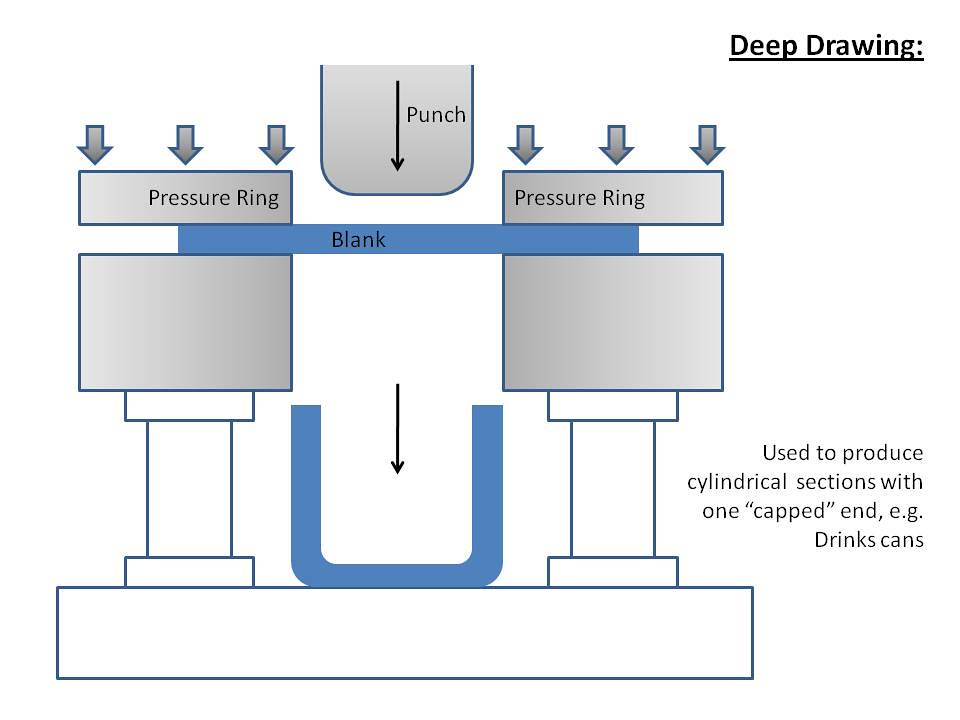 Deep Drawing:
Punch
Pressure Ring
Pressure Ring
Blank
Used to produce
cylindrical sections with
one “capped” end, e.g.
Drinks cans